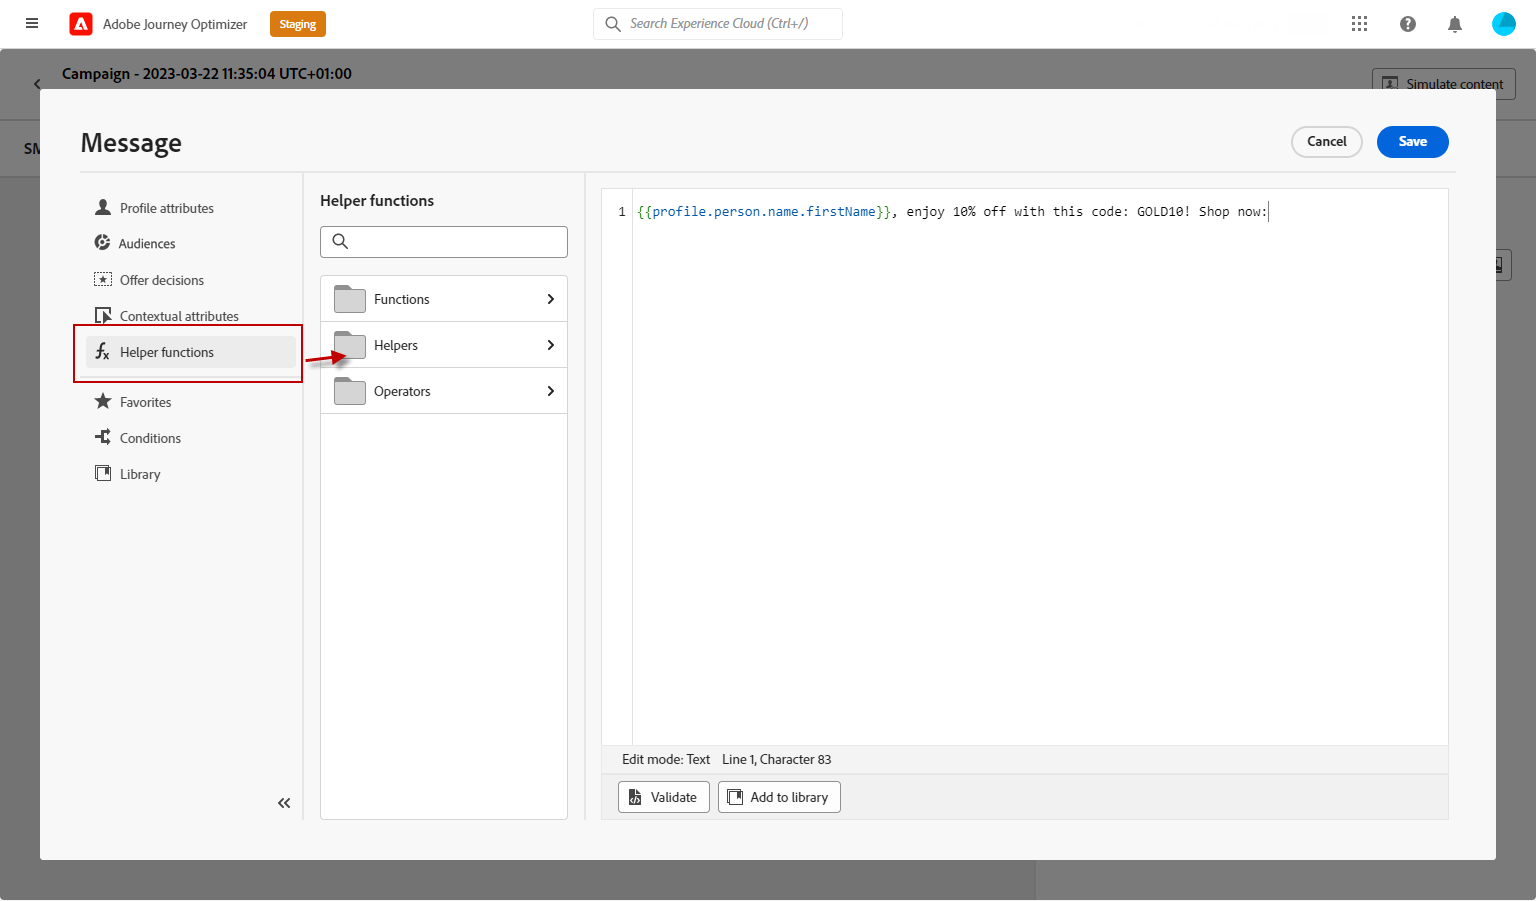 Adobe Journey Optimizer
Staging
Search Experience Cloud (Ctrl+/)
Campaign - 2023-03-22 11:35:04 UTC+01:00
Simulate content
SM
Message
Cancel
Save
Profile attributes
Audiences
Offer decisions
Contextual attributes
Helper functions
Favorites
Conditions
Library
Helper functions
Functions
Helpers
Operators
1 {{profile.person.name.firstName}}, enjoy 10% off with this code: GOLD10! Shop now:
Edit mode: Text Line 1, Character 83
Validate
Add to library